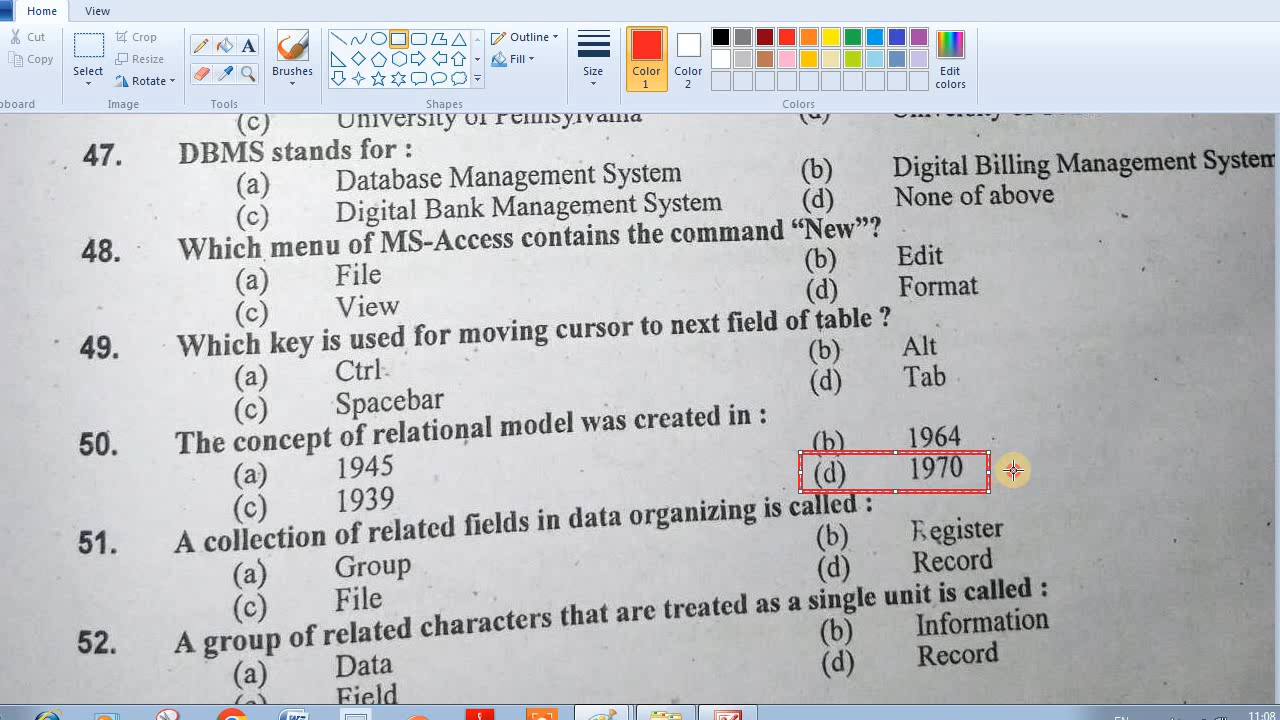 Home View
Cut
Copy
Crop
Resize
Rotate
Select
Brushes
Outline
Fill
Size
Color 1
Color 2
Edit colors
board Image Tools Shapes Colors
(c) University of Pennsylvania (d)
47. DBMS stands for :
(a) Database Management System (b) Digital Billing Management System
(c) Digital Bank Management System (d) None of above
48. Which menu of MS-Access contains the command “New”?
(a) File (b) Edit
(c) View (d) Format
49. Which key is used for moving cursor to next field of table ?
(a) Ctrl (b) Alt
(c) Spacebar (d) Tab
50. The concept of relational model was created in :
(a) 1945 (b) 1964
(c) 1939 (d) 1970
51. A collection of related fields in data organizing is called :
(a) Group (b) Register
(c) File (d) Record
52. A group of related characters that are treated as a single unit is called :
(a) Data (b) Information
(c) Field (d) Record
EN 11:08